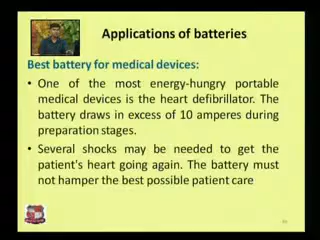 Applications of batteries
Best battery for medical devices:
• One of the most energy-hungry portable
medical devices is the heart defibrillator. The
battery draws in excess of 10 amperes during
preparation stages.
• Several shocks may be needed to get the
patient's heart going again. The battery must
not hamper the best possible patient care